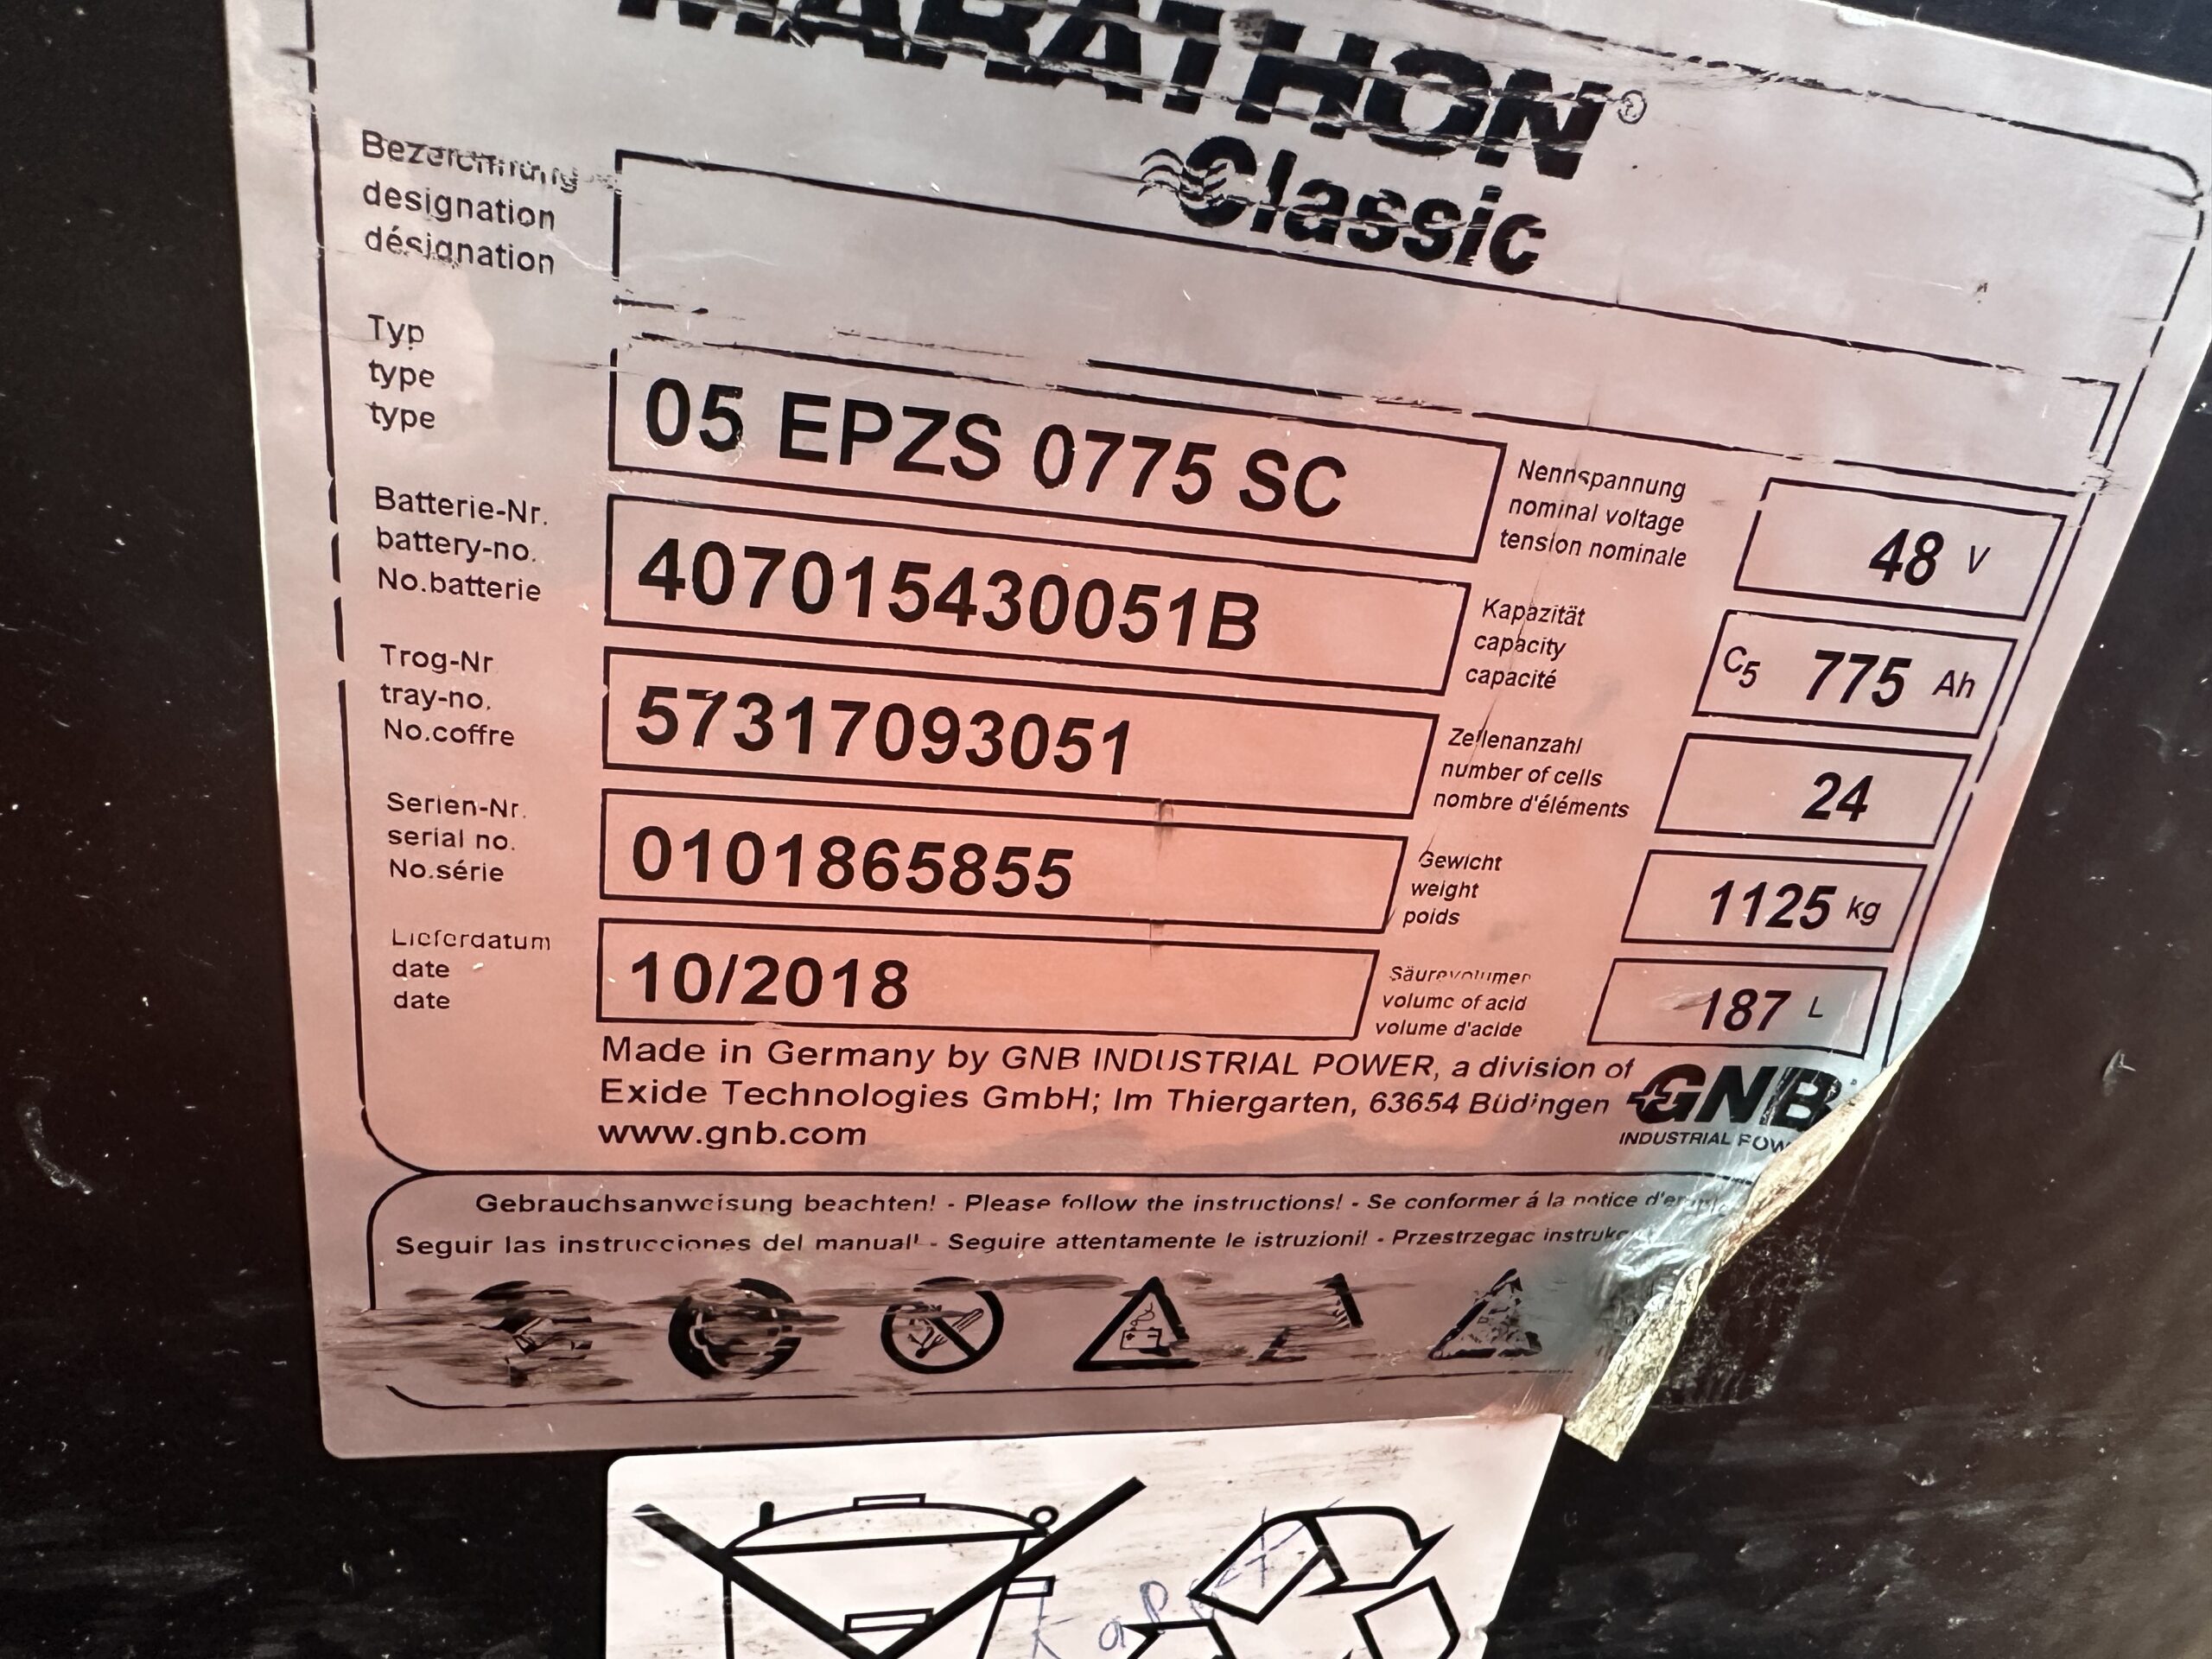 MARATHON®
Classic
Bezeichnung
designation
désignation
Typ
type
type
05 EPZS 0775 SC
Nennspannung
nominal voltage
tension nominale
48 V
Batterie-Nr.
battery-no.
No.batterie
407015430051B
Kapazität
capacity
capacité
C5 775 Ah
Trog-Nr
tray-no.
No.coffre
57317093051
Zellenanzahl
number of cells
nombre d'éléments
24
Serien-Nr.
serial no.
No.série
0101865855
Gewicht
weight
poids
1125 kg
Lieferdatum
date
date
10/2018
Säurevolumen
volume of acid
volume d'acide
187 L
Made in Germany by GNB INDUSTRIAL POWER, a division of
Exide Technologies GmbH; Im Thiergarten, 63654 Büdingen
www.gnb.com
GNB
INDUSTRIAL POW
Gebrauchsanweisung beachten! - Please follow the instructions! - Se conformer á la notice
Seguir las instrucciones del manual! - Seguire attentamente le istruzioni! - Przestrzegac